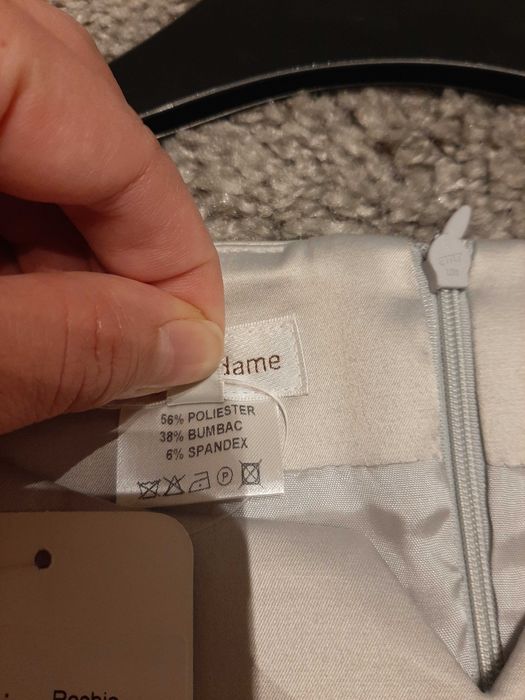 dame
56% POLIESTER
38% BUMBAC
6% SPANDEX
P